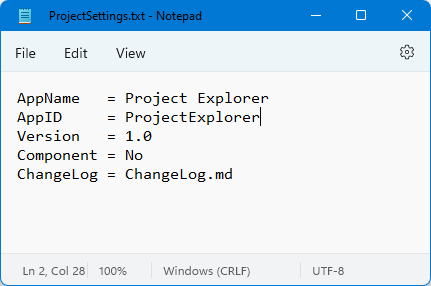 ProjectSettings.txt - Notepad
File Edit View
AppName   = Project Explorer
AppID     = ProjectExplorer
Version   = 1.0
Component = No
ChangeLog = ChangeLog.md
Ln 2, Col 28 100% Windows (CRLF) UTF-8